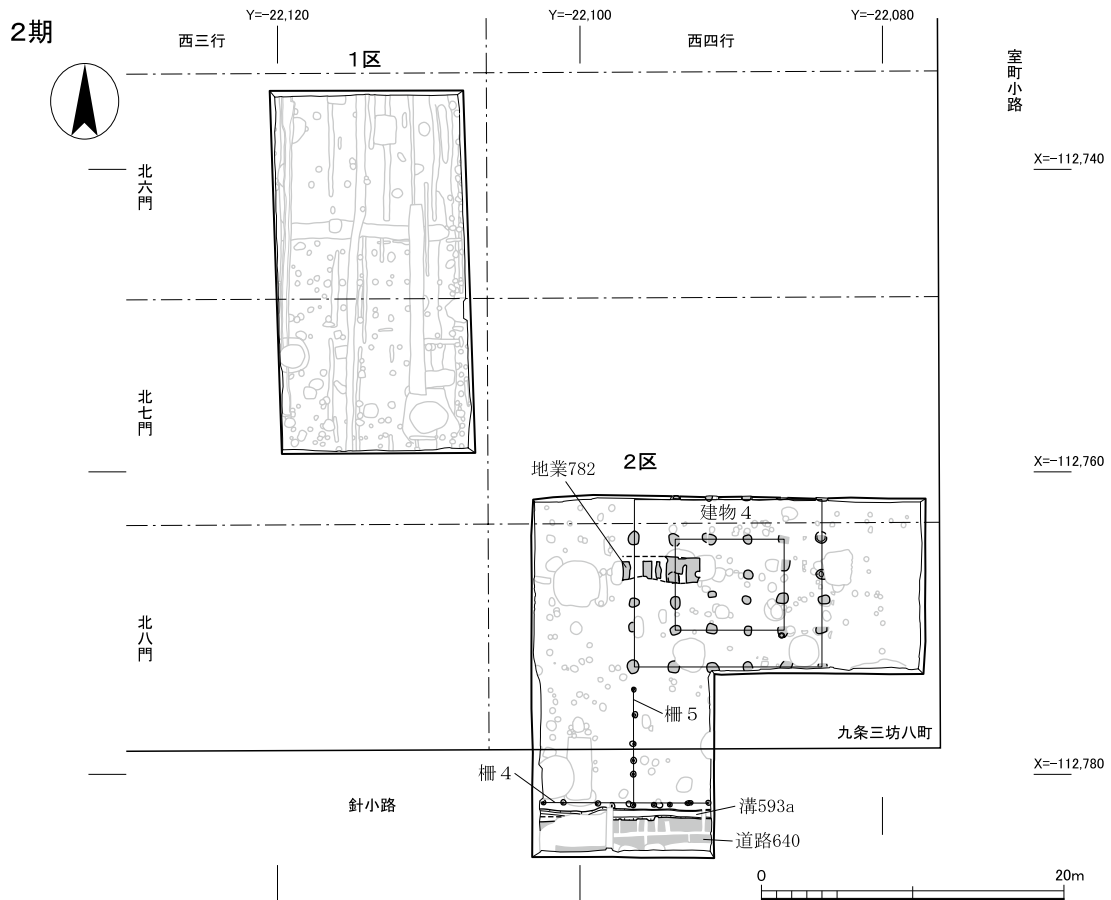 2期
Y=-22,120
Y=-22,100
Y=-22,080
西三行
西四行
1区
室町小路
X=-112,740
北六門
北七門
2区
X=-112,760
地業782
建物4
北八門
柵5
九条三坊八町
柵4
X=-112,780
針小路
溝593a
道路640
0
20m